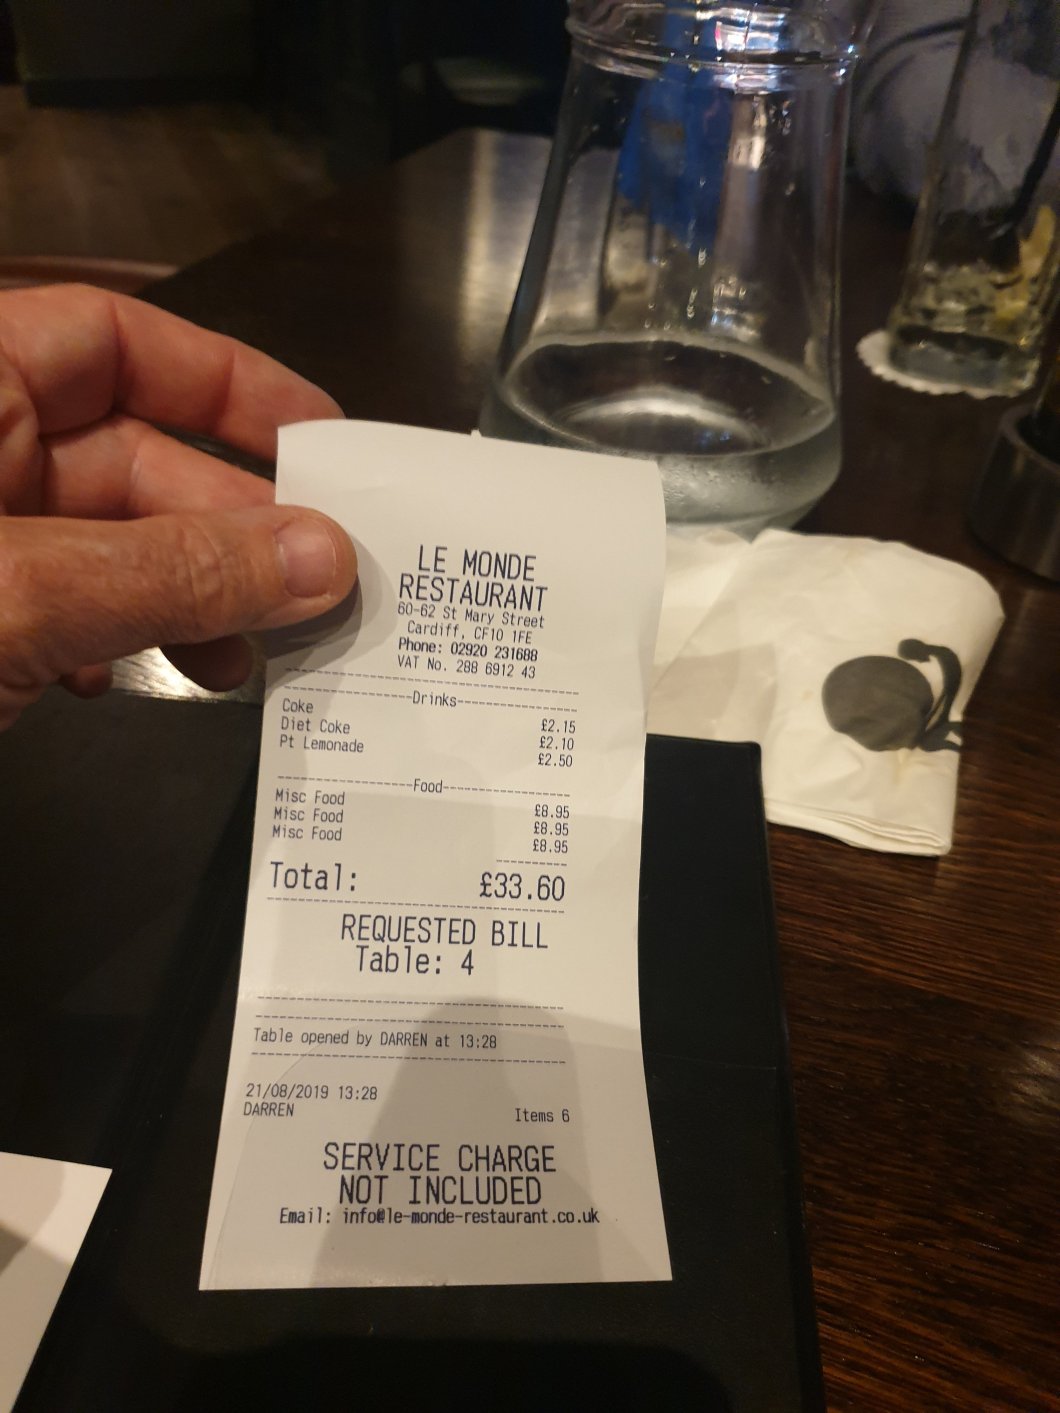 LE MONDE
RESTAURANT
60-62 St Mary Street
Cardiff, CF10 1FE
Phone: 02920 231688
VAT No. 288 6912 43
----------------Drinks----------------
Coke £2.15
Diet Coke £2.10
Pt Lemonade £2.50
-----------------Food-----------------
Misc Food £8.95
Misc Food £8.95
Misc Food £8.95
Total: £33.60
REQUESTED BILL
Table: 4
Table opened by DARREN at 13:28
21/08/2019 13:28
DARREN Items 6
SERVICE CHARGE
NOT INCLUDED
Email: info@le-monde-restaurant.co.uk